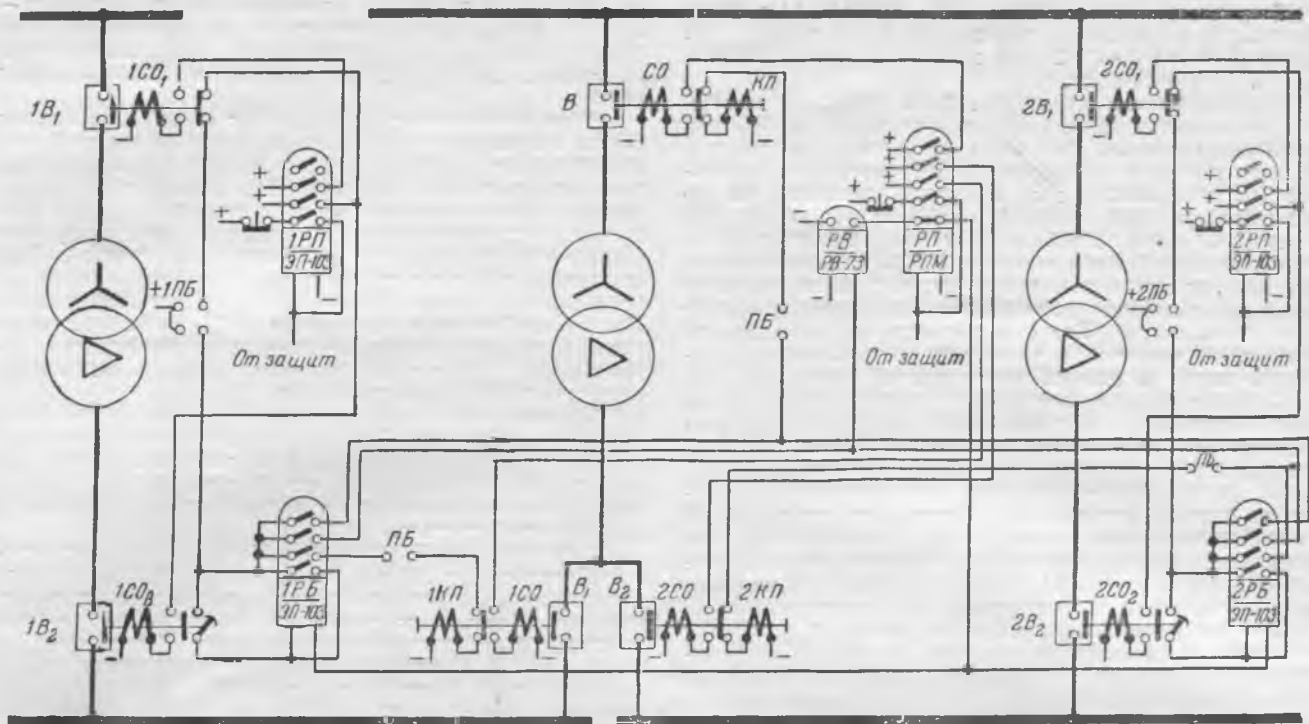 1СО₁
1В₁
+
+
+
+
–
1РП
ЭП-103
–
+1ПБ
От защит
СО
КП
В
–
–
+
+
+
+
–
РВ
РВ-73
РП
РПМ
–
–
ПБ
От защит
2СО₁
2В₁
+
+
+
+
–
2РП
ЭП-103
–
+2ПБ
От защит
ПБ
1СОв
1В₂
–
1РБ
ЭП-103
ПБ
1КП
1СО
В₁
В₂
2СО
2КП
–
–
–
–
2СО₂
2В₂
–
2РБ
ЭП-103